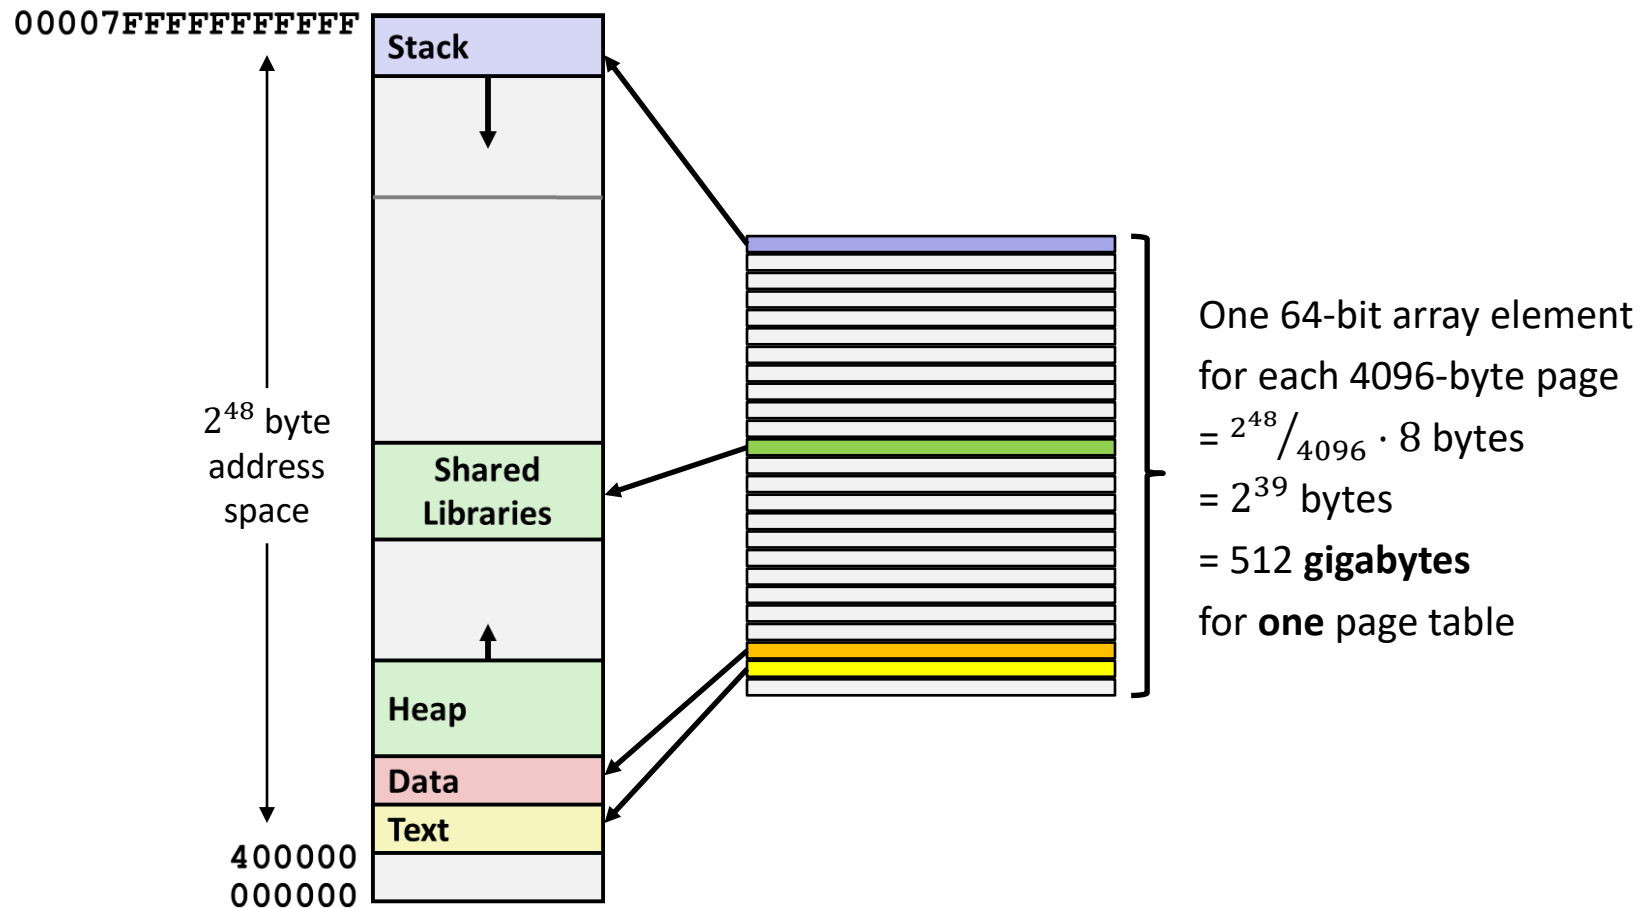 00007FFFFFFFFFFF
Stack
2⁴⁸ byte
address
space
Shared
Libraries
Heap
Data
Text
400000
000000
One 64-bit array element
for each 4096-byte page
= 2⁴⁸/4096 · 8 bytes
= 2³⁹ bytes
= 512 gigabytes
for one page table